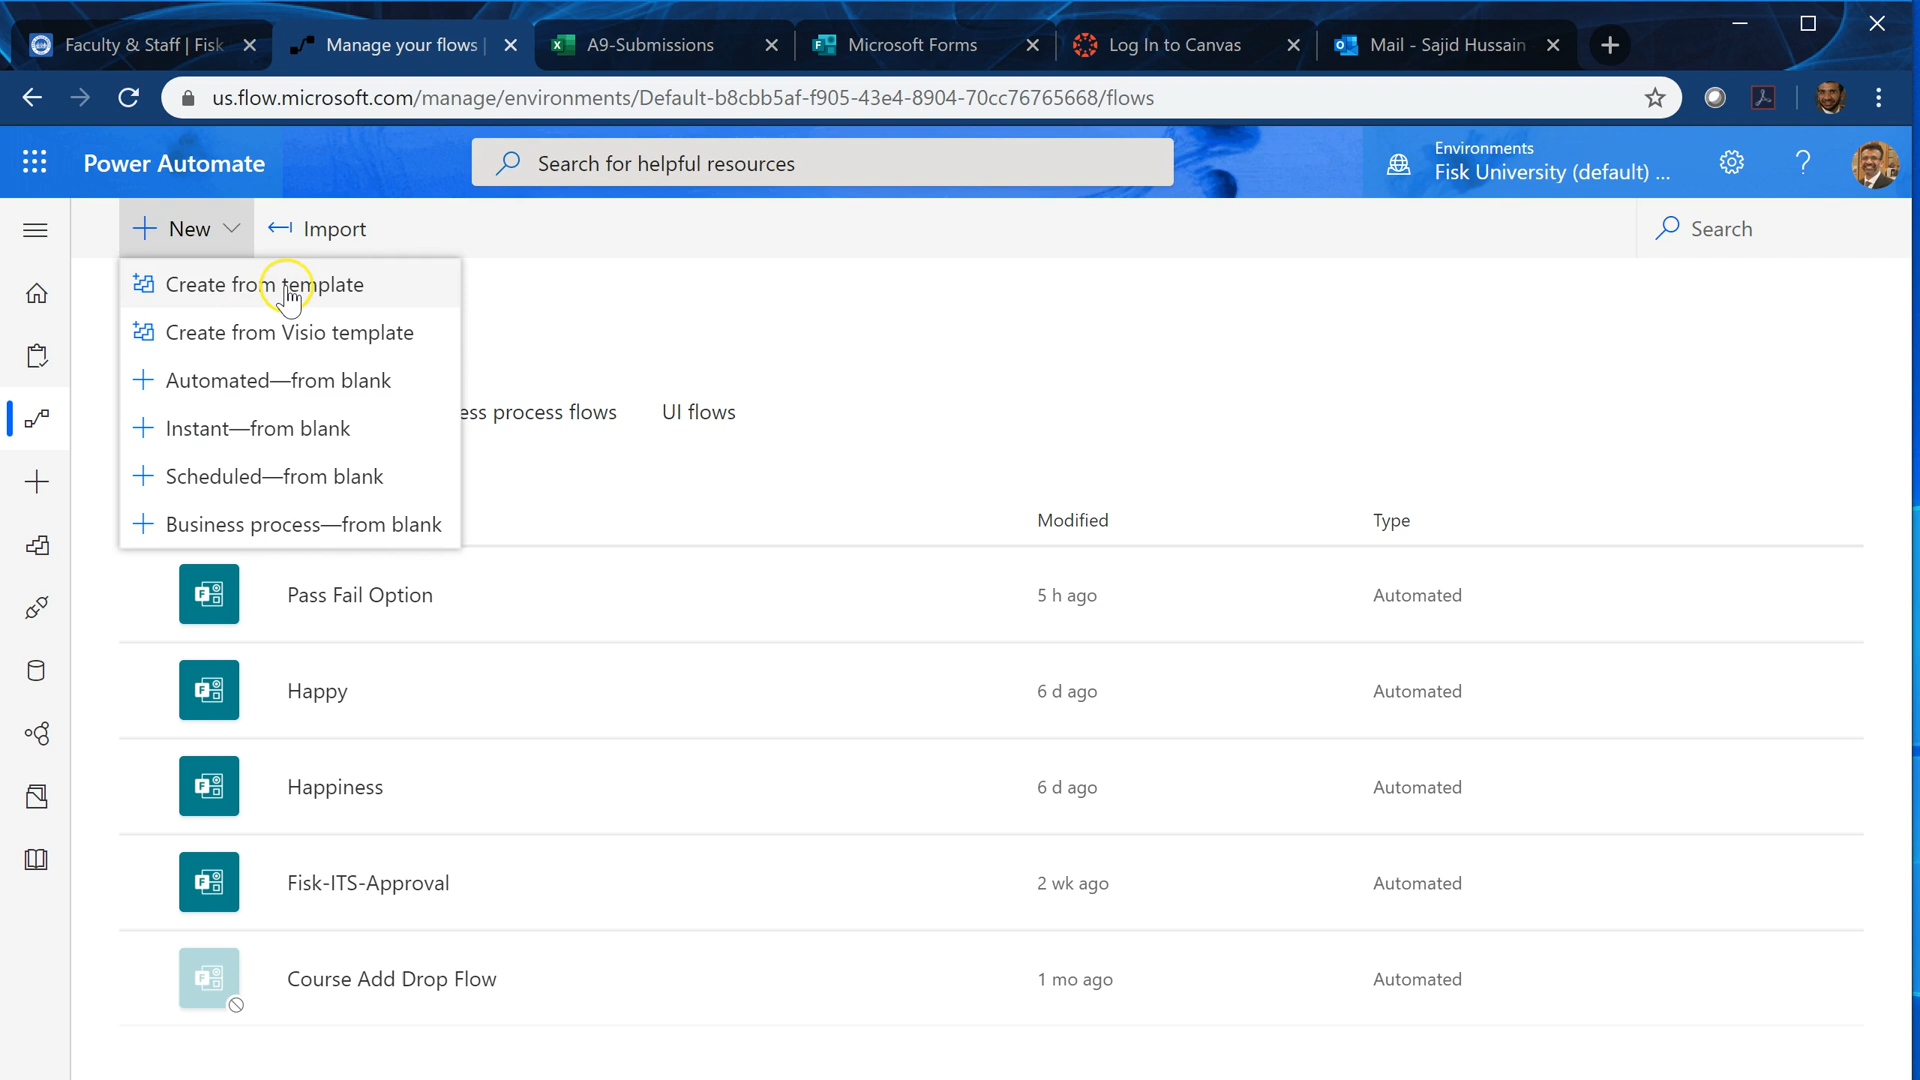 Faculty & Staff | Fisk
Manage your flows
A9-Submissions
Microsoft Forms
Log In to Canvas
Mail - Sajid Hussain
us.flow.microsoft.com/manage/environments/Default-b8cbb5af-f905-43e4-8904-70cc76765668/flows
Power Automate
Search for helpful resources
Environments
Fisk University (default) ...
New
Import
Search
Create from template
Create from Visio template
Automated—from blank
Instant—from blank
Scheduled—from blank
Business process—from blank
ess process flows
UI flows
Modified
Type
Pass Fail Option
5 h ago
Automated
Happy
6 d ago
Automated
Happiness
6 d ago
Automated
Fisk-ITS-Approval
2 wk ago
Automated
Course Add Drop Flow
1 mo ago
Automated